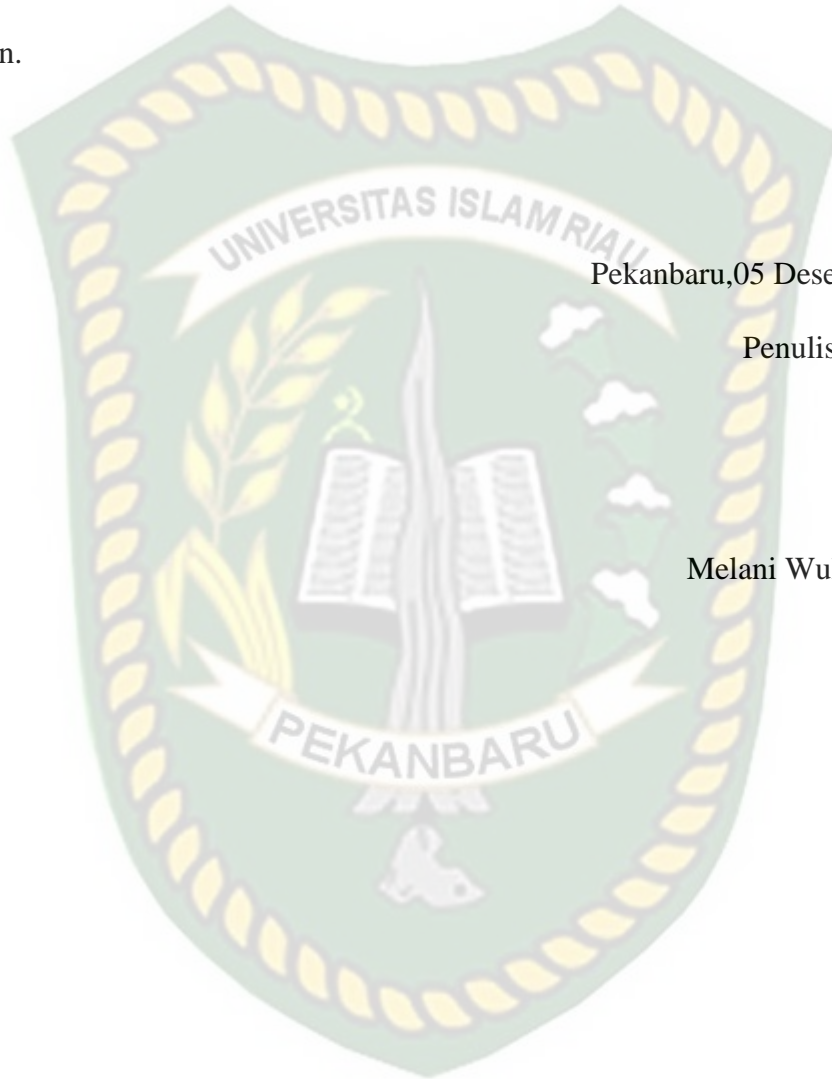 n.
UNIVERSITAS ISLAM RIAU
Pekanbaru,05 Dese
Penulis
Melani Wu
PEKANBARU